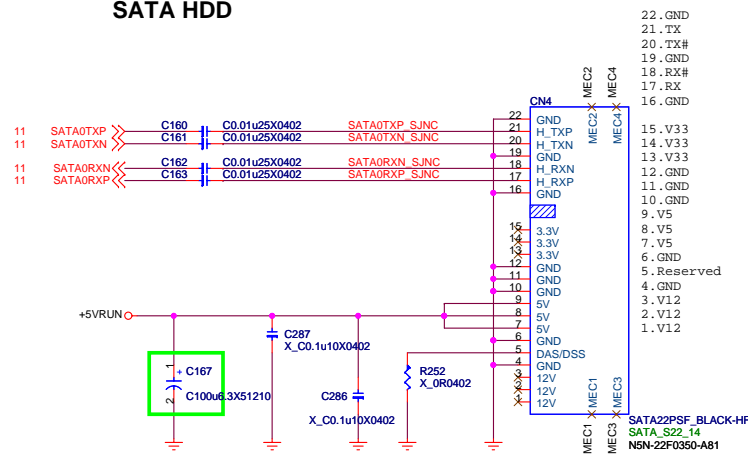 SATA HDD
22.GND
21.TX
20.TX#
19.GND
18.RX#
17.RX
16.GND
15.V33
14.V33
13.V33
12.GND
11.GND
10.GND
9.V5
8.V5
7.V5
6.GND
5.Reserved
4.GND
3.V12
2.V12
1.V12
MEC2
MEC4
CN4
MEC2
MEC4
11 SATA0TXP C160 C0.01u25X0402 SATA0TXP_SJNC 22 GND
11 SATA0TXN C161 C0.01u25X0402 SATA0TXN_SJNC 21 H_TXP
20 H_TXN
19 GND
11 SATA0RXN C162 C0.01u25X0402 SATA0RXN_SJNC 18 H_RXN
11 SATA0RXP C163 C0.01u25X0402 SATA0RXP_SJNC 17 H_RXP
16 GND
15 3.3V
14 3.3V
13 3.3V
12 GND
11 GND
10 GND
9 5V
+5VRUN 8 5V
7 5V
6 GND
5 DAS/DSS
4 GND
3 12V
2 12V
1 12V
C287
X_C0.1u10X0402
1 + C167
2 C100u6.3X51210
C286
X_C0.1u10X0402
R252
X_0R0402
MEC1
MEC3
MEC1
MEC3
SATA22PSF_BLACK-HF
SATA_S22_14
N5N-22F0350-A81